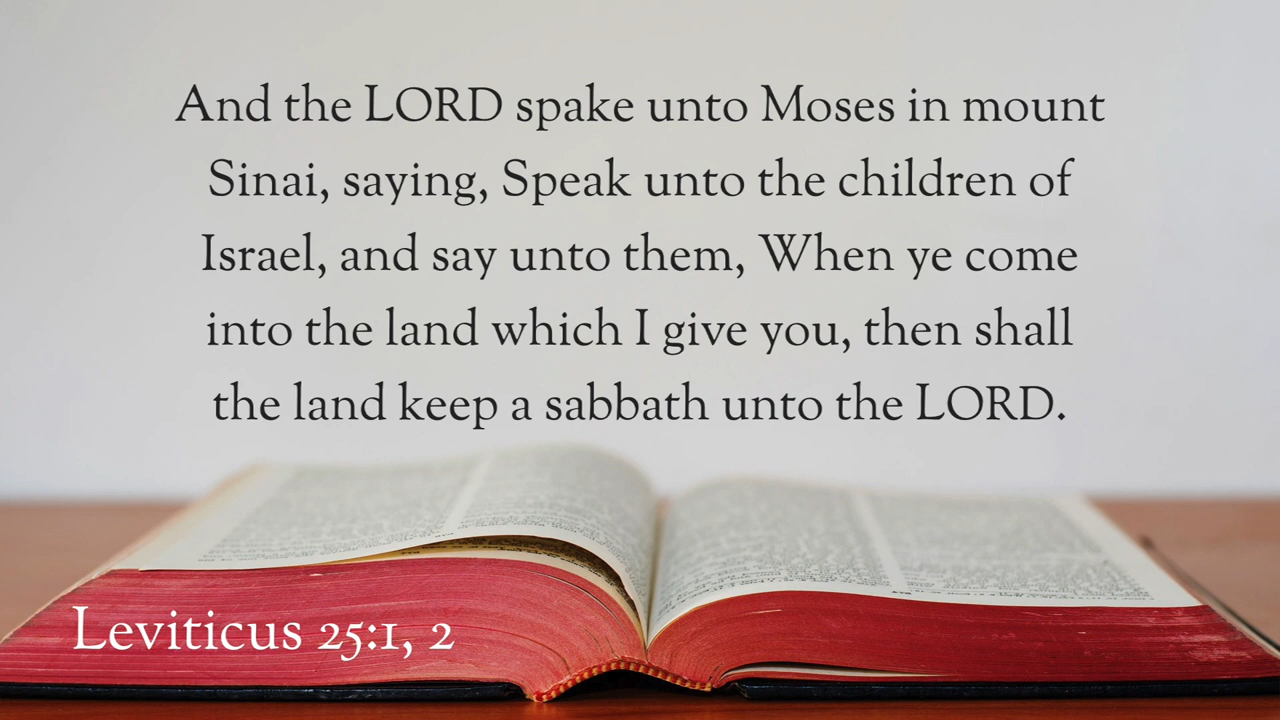 And the LORD spake unto Moses in mount
Sinai, saying, Speak unto the children of
Israel, and say unto them, When ye come
into the land which I give you, then shall
the land keep a sabbath unto the LORD.
Leviticus 25:1, 2